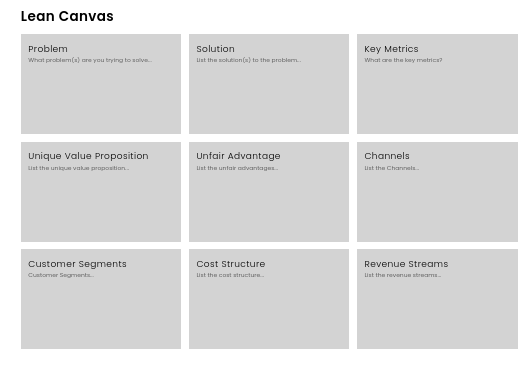 Lean Canvas
Problem
What problem(s) are you trying to solve...
Solution
List the solution(s) to the problem...
Key Metrics
What are the key metrics?
Unique Value Proposition
List the unique value proposition...
Unfair Advantage
List the unfair advantages...
Channels
List the Channels...
Customer Segments
Customer Segments...
Cost Structure
List the cost structure...
Revenue Streams
List the revenue streams...